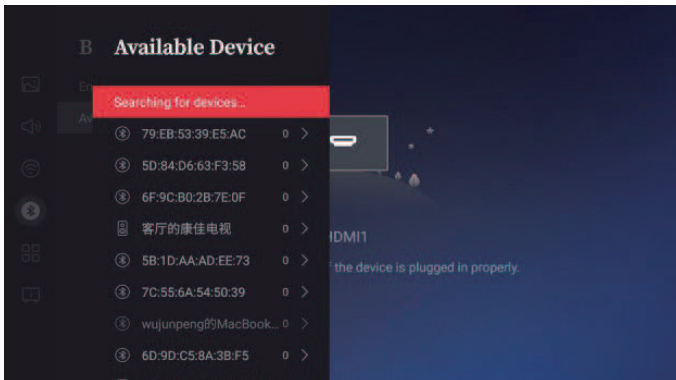 B
Available Device
En
Searching for devices...
Av
79:EB:53:39:E5:AC 0
5D:84:D6:63:F3:58 0
6F:9C:B0:2B:7E:0F 0
客厅的康佳电视 0
5B:1D:AA:AD:EE:73 0
7C:55:6A:54:50:39 0
wujunpeng的MacBook... 0
6D:9D:C5:8A:3B:F5 0
HDMI1
the device is plugged in properly.